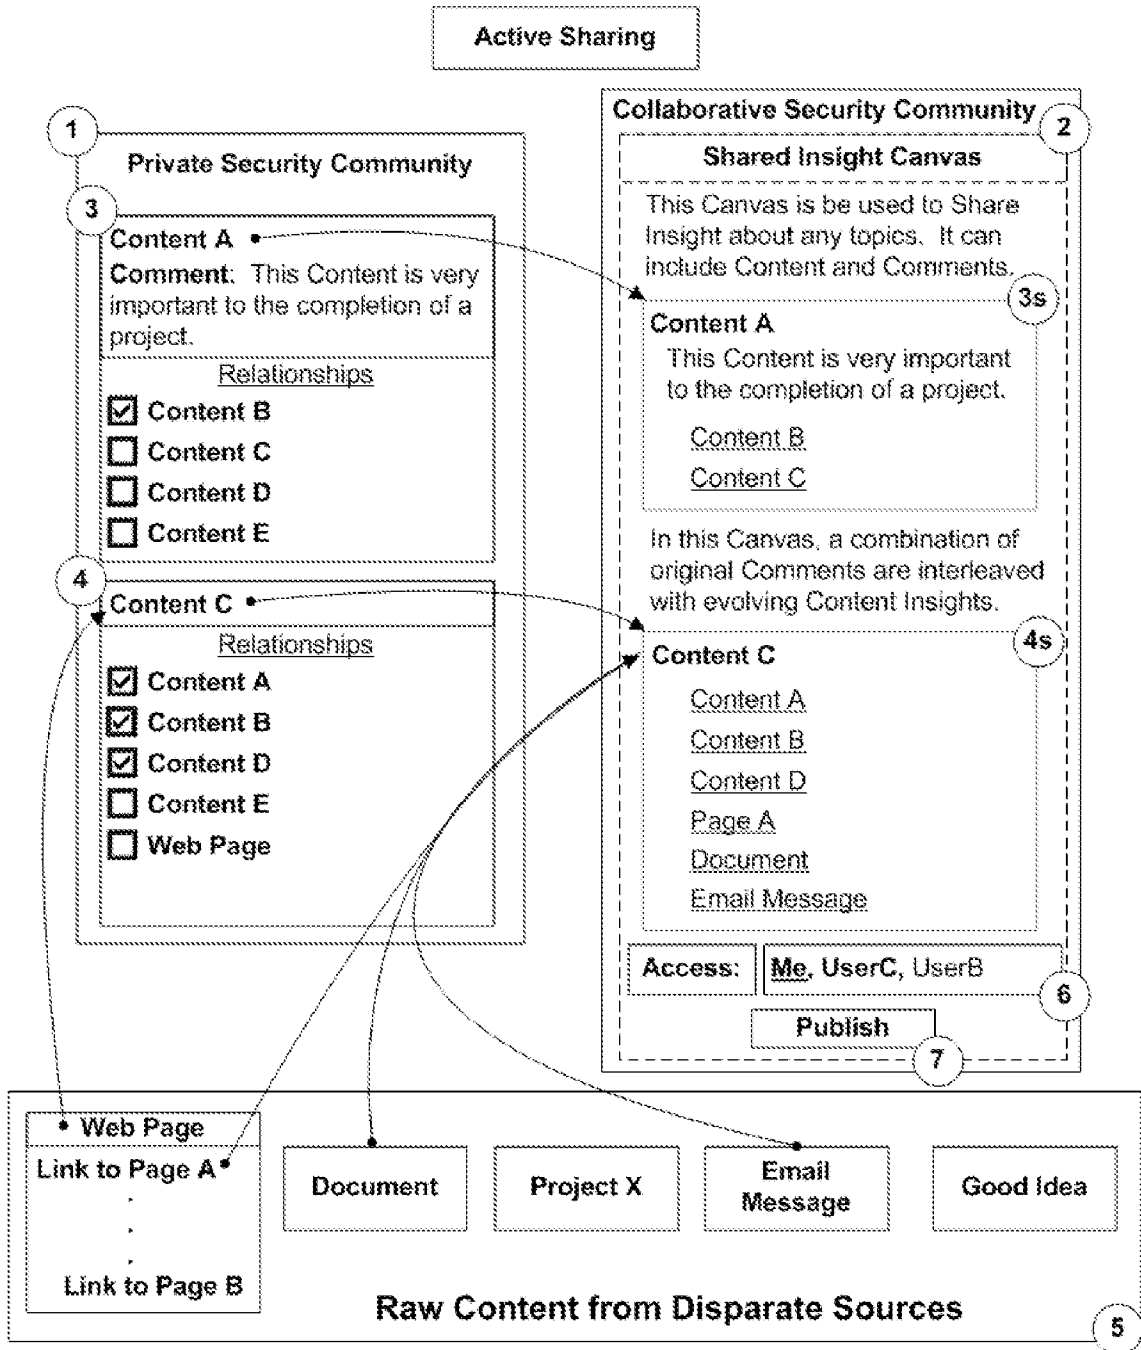 Active Sharing
1
Private Security Community
3
Content A
Comment: This Content is very
important to the completion of a
project.
Relationships
Content B
Content C
Content D
Content E
4
Content C
Relationships
Content A
Content B
Content D
Content E
Web Page
Collaborative Security Community
2
Shared Insight Canvas
This Canvas is be used to Share
Insight about any topics. It can
include Content and Comments.
3s
Content A
This Content is very important
to the completion of a project.
Content B
Content C
In this Canvas, a combination of
original Comments are interleaved
with evolving Content Insights.
4s
Content C
Content A
Content B
Content D
Page A
Document
Email Message
Access: Me, UserC, UserB
6
Publish
7
Web Page
Link to Page A
Link to Page B
Document
Project X
Email
Message
Good Idea
Raw Content from Disparate Sources
5